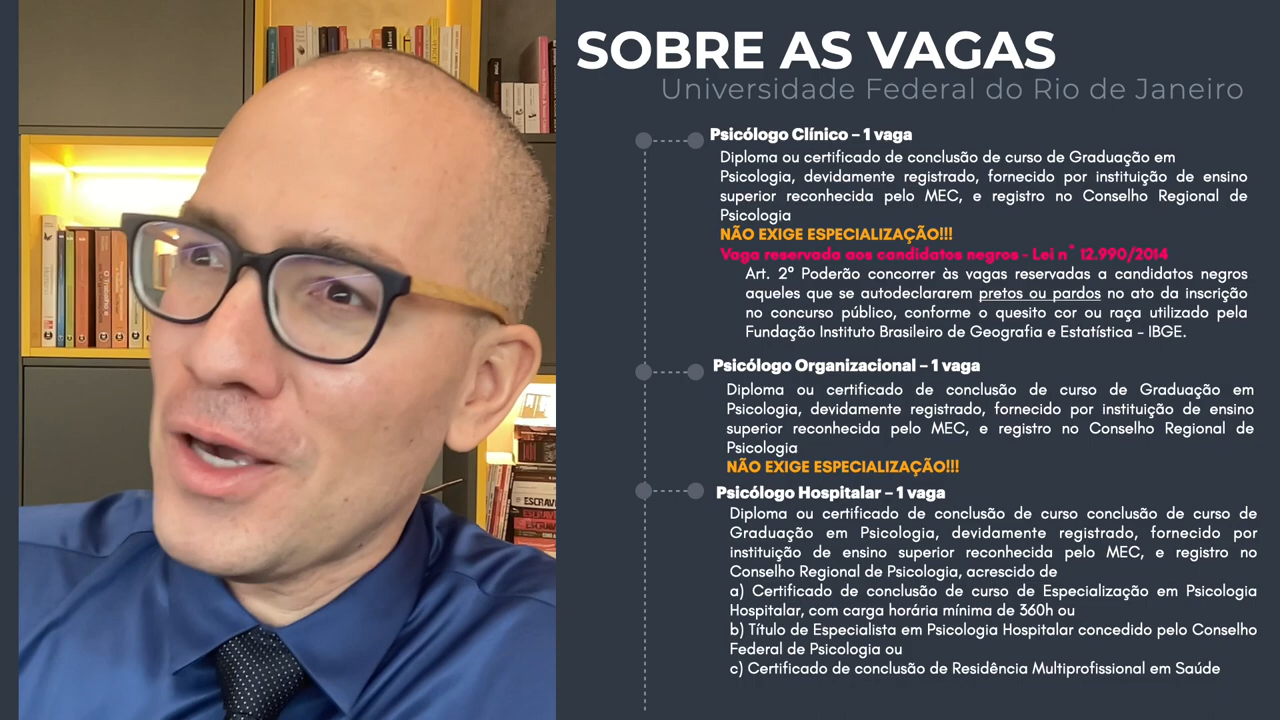 SOBRE AS VAGAS
Universidade Federal do Rio de Janeiro
Psicólogo Clínico – 1 vaga
Diploma ou certificado de conclusão de curso de Graduação em
Psicologia, devidamente registrado, fornecido por instituição de ensino
superior reconhecida pelo MEC, e registro no Conselho Regional de
Psicologia
NÃO EXIGE ESPECIALIZAÇÃO!!!
Vaga reservada aos candidatos negros - Lei n° 12.990/2014
Art. 2º Poderão concorrer às vagas reservadas a candidatos negros
aqueles que se autodeclararem pretos ou pardos no ato da inscrição
no concurso público, conforme o quesito cor ou raça utilizado pela
Fundação Instituto Brasileiro de Geografia e Estatística - IBGE.
Psicólogo Organizacional – 1 vaga
Diploma ou certificado de conclusão de curso de Graduação em
Psicologia, devidamente registrado, fornecido por instituição de ensino
superior reconhecida pelo MEC, e registro no Conselho Regional de
Psicologia
NÃO EXIGE ESPECIALIZAÇÃO!!!
Psicólogo Hospitalar – 1 vaga
Diploma ou certificado de conclusão de curso conclusão de curso de
Graduação em Psicologia, devidamente registrado, fornecido por
instituição de ensino superior reconhecida pelo MEC, e registro no
Conselho Regional de Psicologia, acrescido de
a) Certificado de conclusão de curso de Especialização em Psicologia
Hospitalar, com carga horária mínima de 360h ou
b) Título de Especialista em Psicologia Hospitalar concedido pelo Conselho
Federal de Psicologia ou
c) Certificado de conclusão de Residência Multiprofissional em Saúde